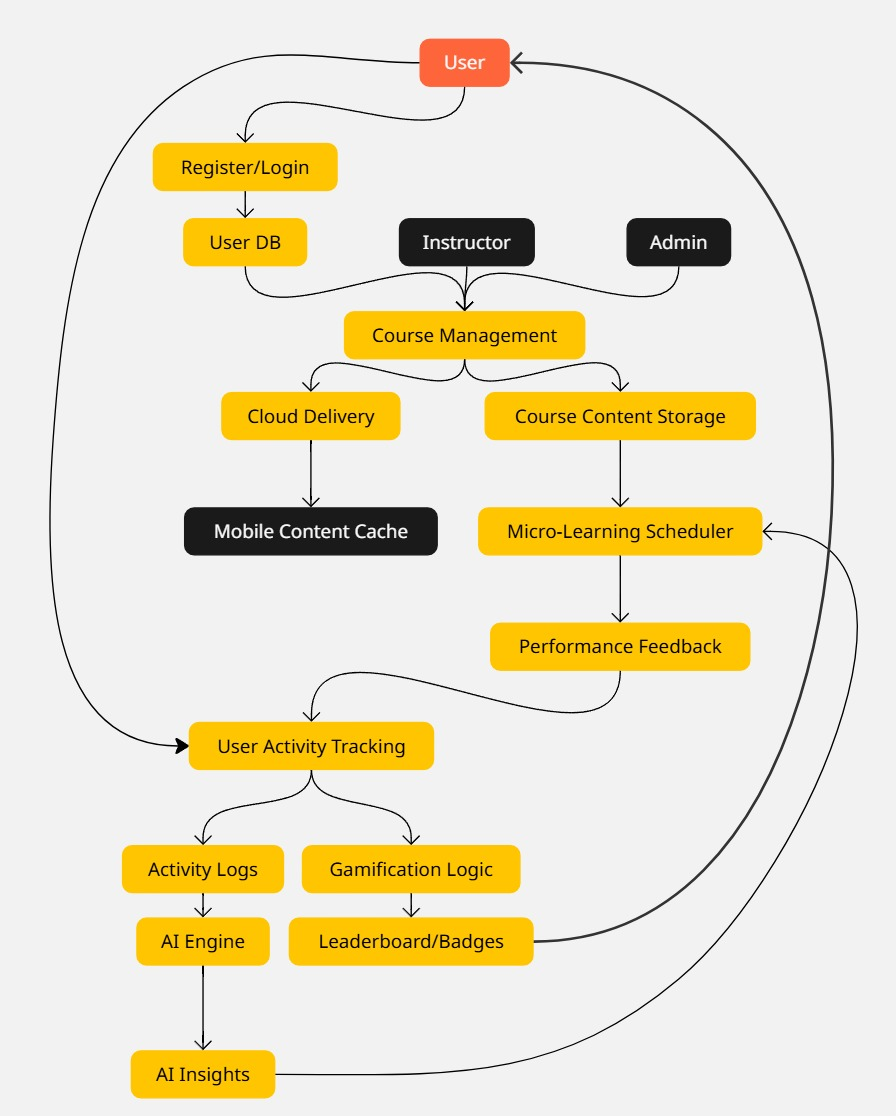 User
Register/Login
User DB
Instructor
Admin
Course Management
Cloud Delivery
Course Content Storage
Mobile Content Cache
Micro-Learning Scheduler
Performance Feedback
User Activity Tracking
Activity Logs
Gamification Logic
AI Engine
Leaderboard/Badges
AI Insights